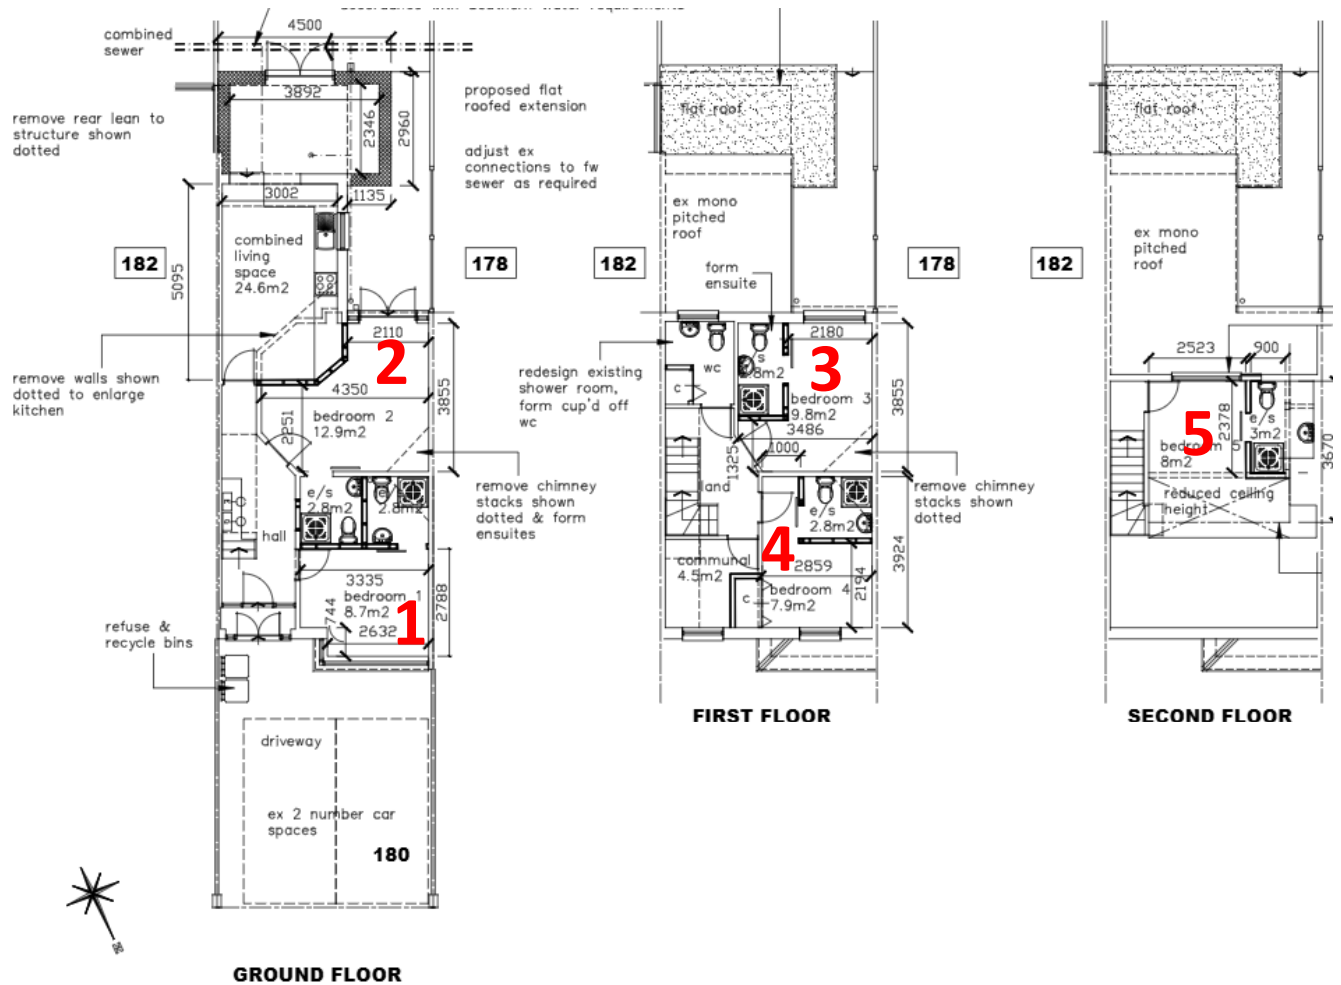 4500
combined
sewer
3892
2346
2960
remove rear lean to
structure shown
dotted
proposed flat
roofed extension
adjust ex
connections to fw
sewer as required
3002
1135
combined
living
space
24.6m2
182
178
5095
2110
2
remove walls shown
dotted to enlarge
kitchen
4350
3855
2251
bedroom 2
12.9m2
remove chimney
stacks shown
dotted & form
ensuites
e/s
2.8m2
2.8m2
hall
3335
bedroom 1
8.7m2
1
744
2632
2788
refuse &
recycle bins
driveway
ex 2 number car
spaces
180
GROUND FLOOR
flat roof
ex mono
pitched
roof
182
178
form
ensuite
redesign existing
shower room,
form cup'd off
wc
wc
c
2180
3
bedroom 3
9.8m2
3855
3486
1000
1325
land
remove chimney
stacks shown
dotted
e/s
2.8m2
4
communal
4.5m2
2859
3924
2194
bedroom 4
7.9m2
c
FIRST FLOOR
flat roof
ex mono
pitched
roof
182
2523
900
2378
5
bedroom 5
8m2
e/s
3m2
3670
reduced ceiling
height
SECOND FLOOR